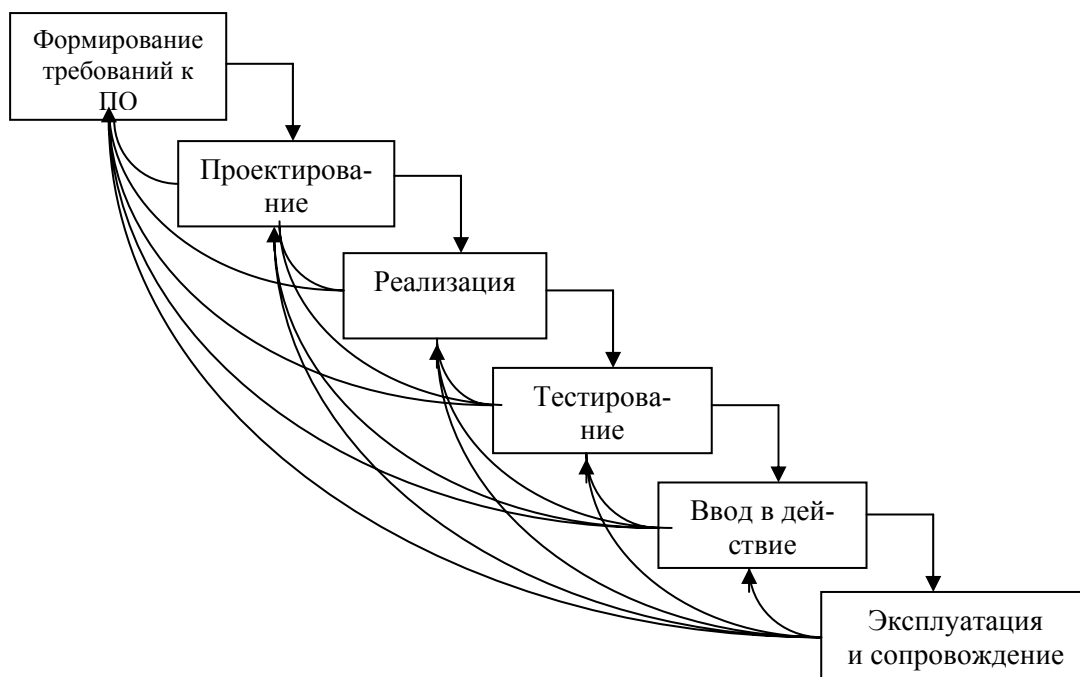 Формирование
требований к
ПО
Проектирова-
ние
Реализация
Тестирова-
ние
Ввод в дей-
ствие
Эксплуатация
и сопровождение